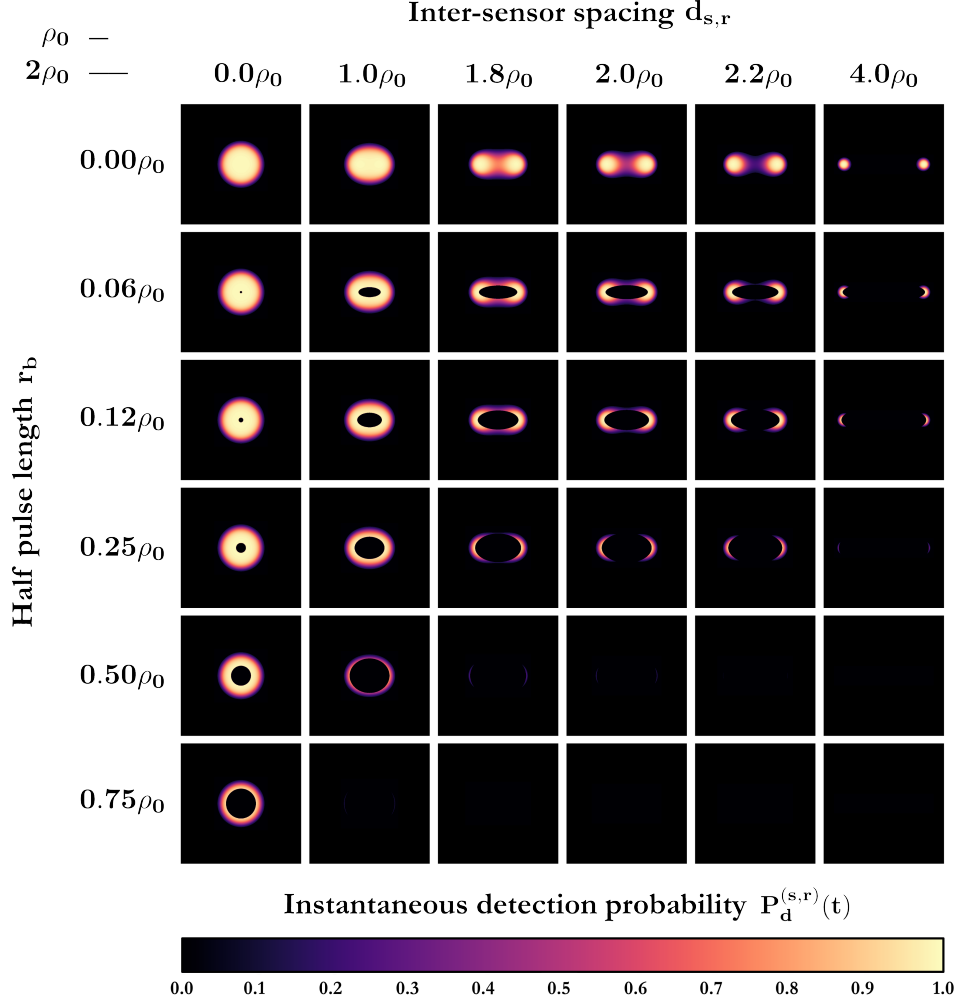 Inter-sensor spacing d_{s,r}
ρ₀
2ρ₀
0.0ρ₀ 1.0ρ₀ 1.8ρ₀ 2.0ρ₀ 2.2ρ₀ 4.0ρ₀
Half pulse length r_b
0.00ρ₀
0.06ρ₀
0.12ρ₀
0.25ρ₀
0.50ρ₀
0.75ρ₀
Instantaneous detection probability P_d^{(s,r)}(t)
0.0 0.1 0.2 0.3 0.4 0.5 0.6 0.7 0.8 0.9 1.0